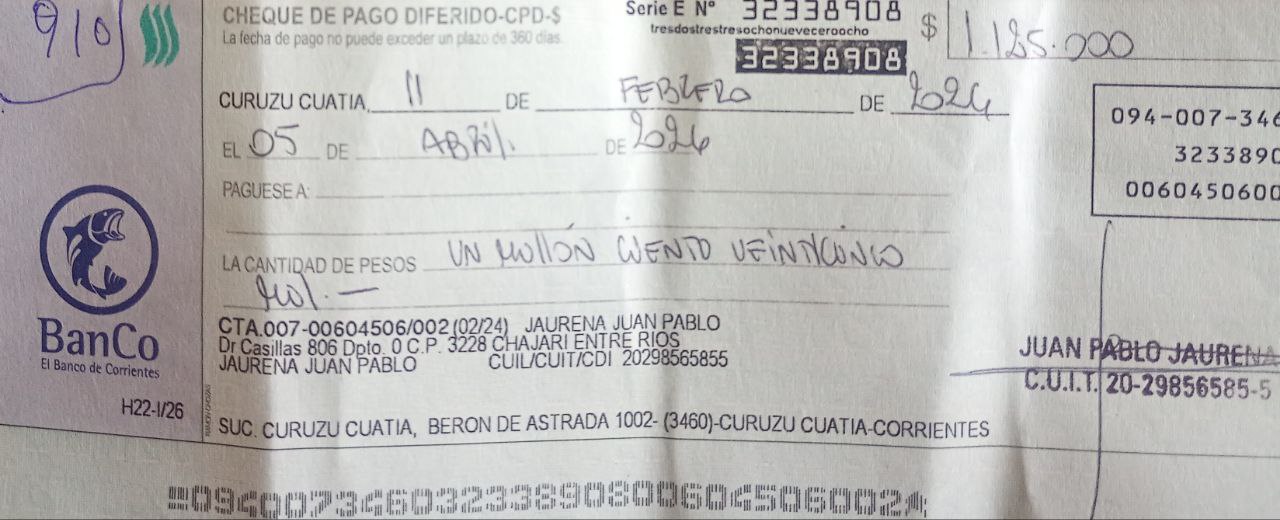 910
CHEQUE DE PAGO DIFERIDO-CPD-$
La fecha de pago no puede exceder un plazo de 360 días.
Serie E Nº 32338908
tresdostrestresochonueveceroocho
32338908
$ 1.125.000
CURUZU CUATIA, 11 DE FEBRERO DE 2026
EL 05 DE ABRIL DE 2026
094-007-346
3233890
0060450600
PAGUESE A:
LA CANTIDAD DE PESOS UN MILLÓN CIENTO VEINTICINCO
MIL.—
BanCo
El Banco de Corrientes
H22-I/26
CTA.007-00604506/002 (02/24) JAURENA JUAN PABLO
Dr Casillas 806 Dpto. 0 C.P. 3228 CHAJARI ENTRE RIOS
JAURENA JUAN PABLO CUIL/CUIT/CDI 20298565855
JUAN PABLO JAURENA
C.U.I.T. 20-29856585-5
SUC. CURUZU CUATIA, BERON DE ASTRADA 1002- (3460)-CURUZU CUATIA-CORRIENTES
09400734603233890800604506002